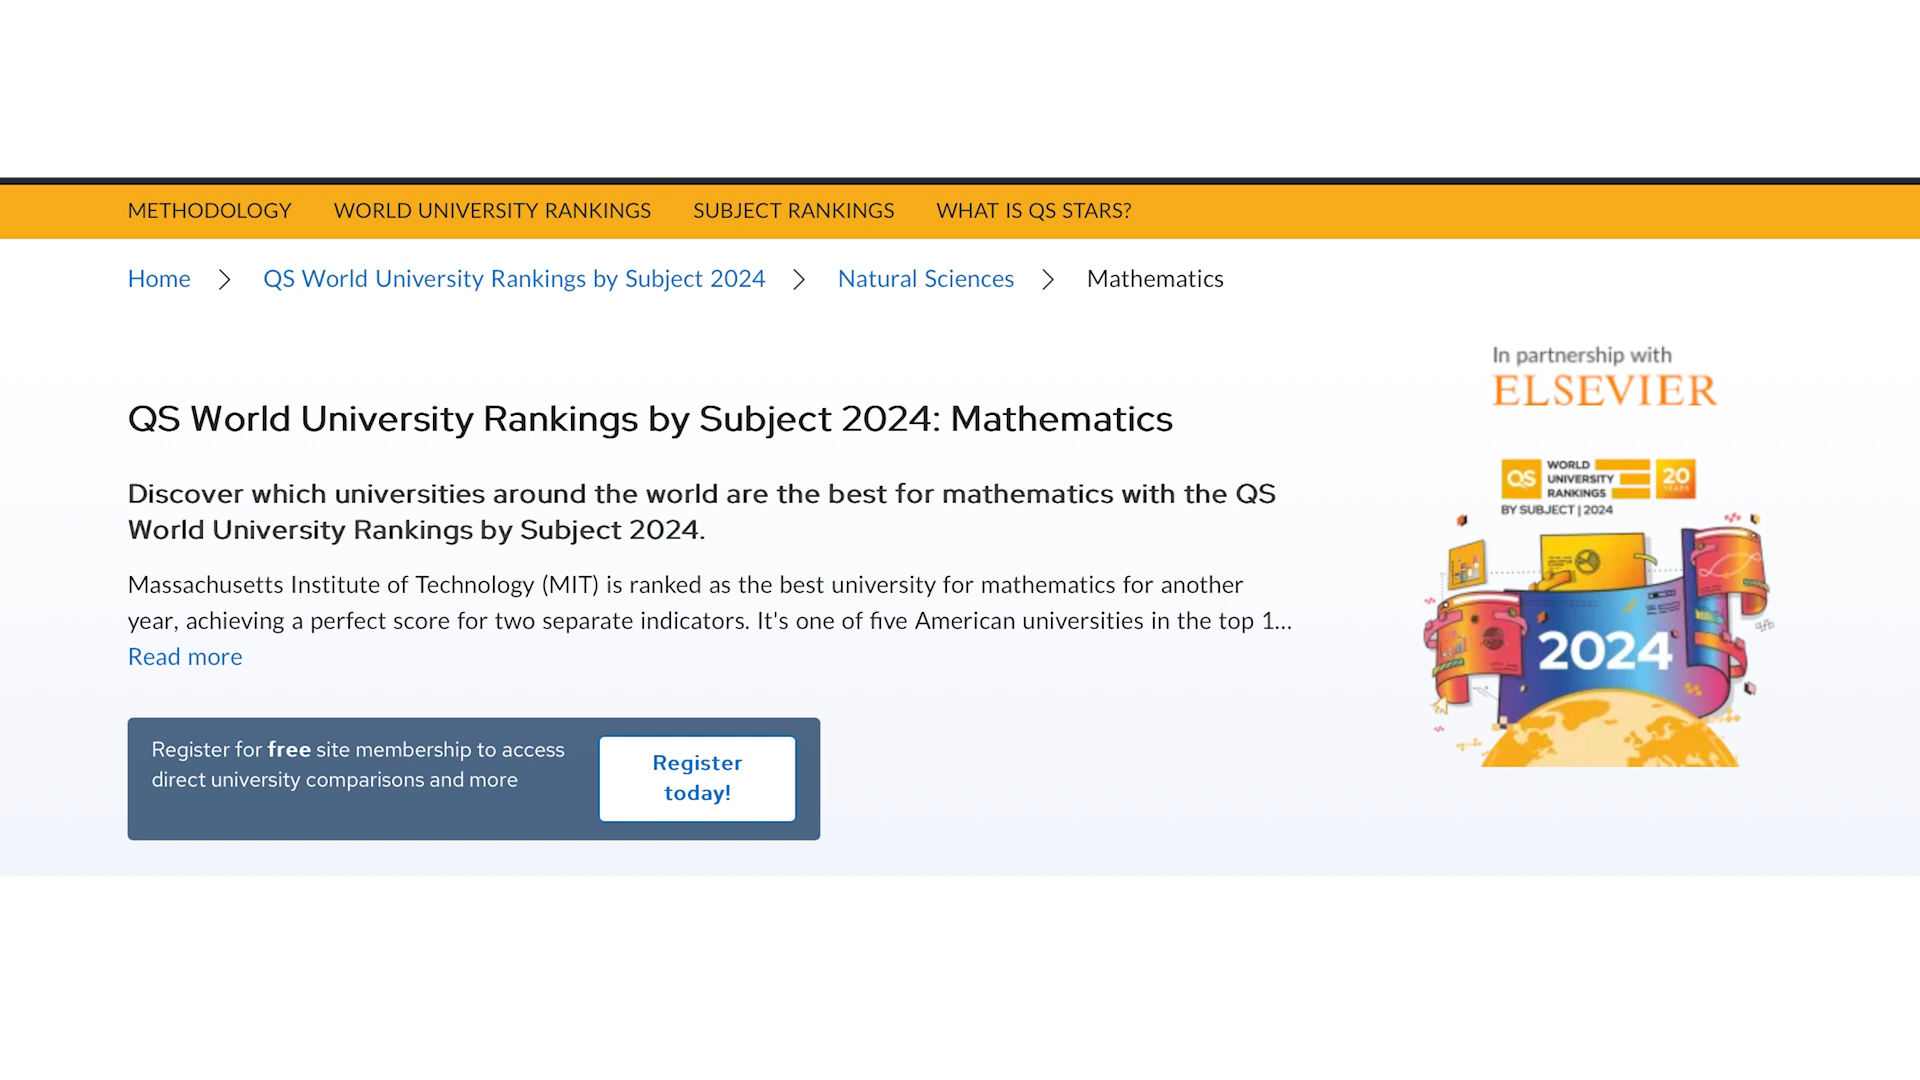 METHODOLOGY WORLD UNIVERSITY RANKINGS SUBJECT RANKINGS WHAT IS QS STARS?
Home QS World University Rankings by Subject 2024 Natural Sciences Mathematics
In partnership with
ELSEVIER
QS World University Rankings by Subject 2024: Mathematics
Discover which universities around the world are the best for mathematics with the QS
World University Rankings by Subject 2024.
Massachusetts Institute of Technology (MIT) is ranked as the best university for mathematics for another
year, achieving a perfect score for two separate indicators. It's one of five American universities in the top 1...
Read more
QS
WORLD
UNIVERSITY
RANKINGS
20
YEARS
BY SUBJECT | 2024
2024
Register for free site membership to access
direct university comparisons and more
Register
today!